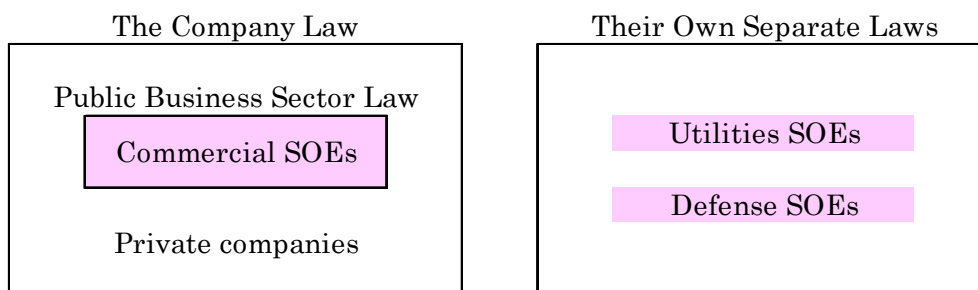 The Company Law
Public Business Sector Law
Commercial SOEs
Private companies
Their Own Separate Laws
Utilities SOEs
Defense SOEs